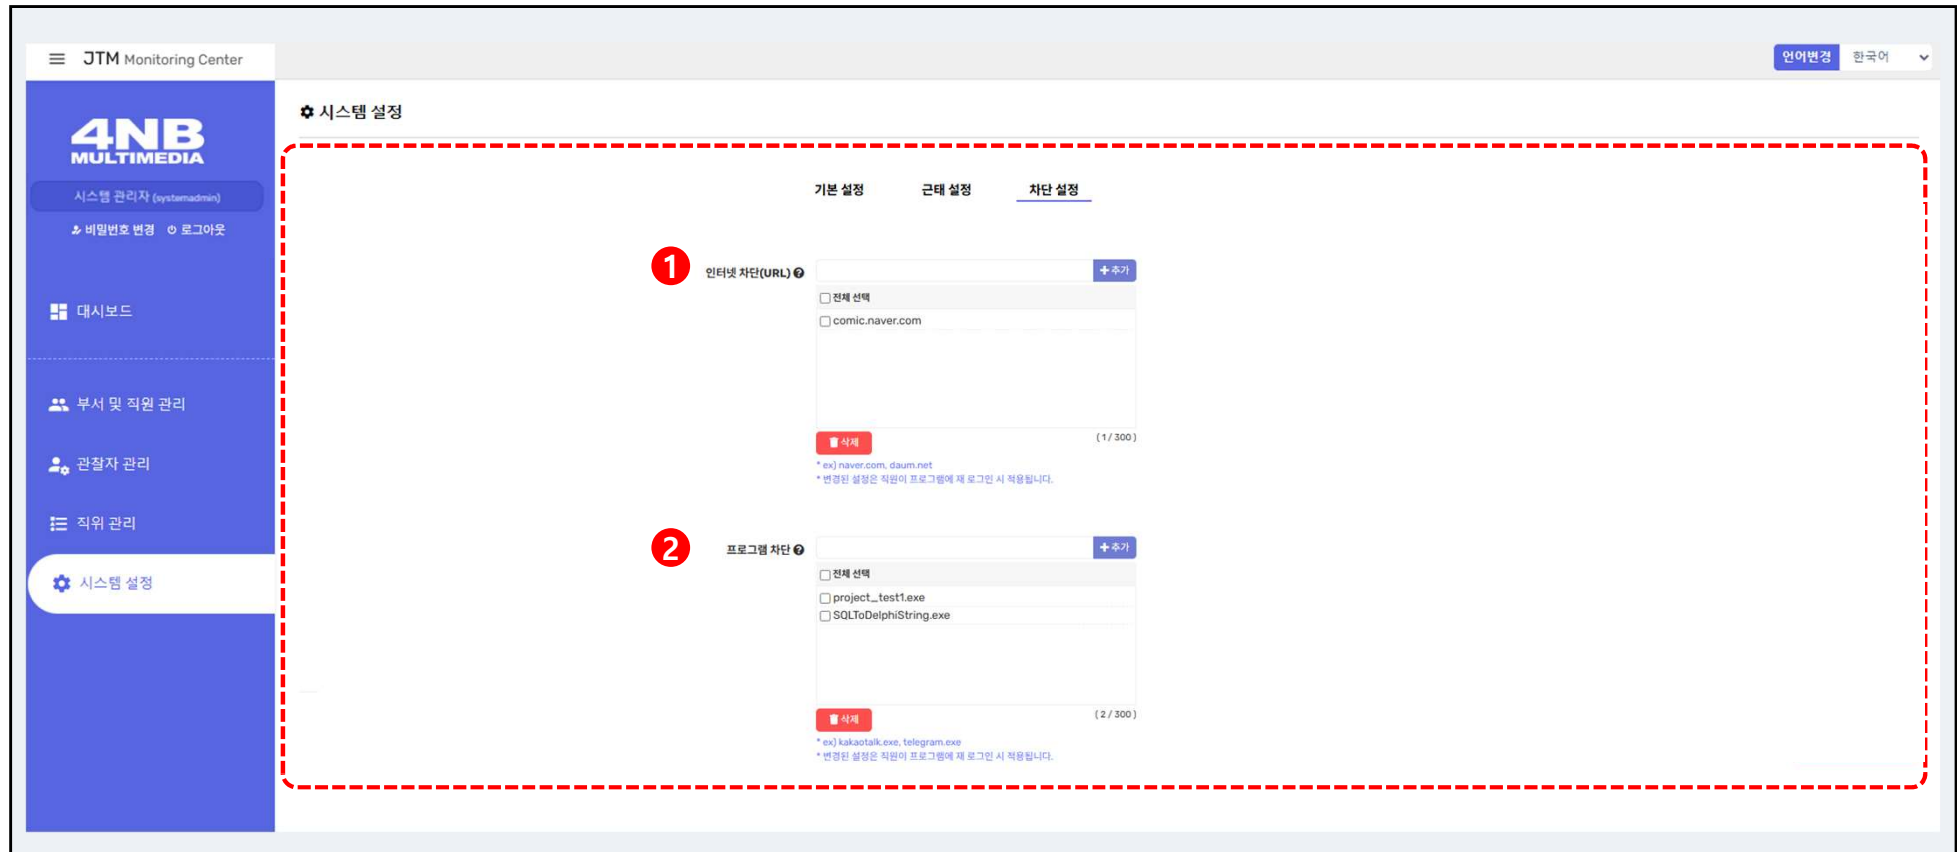 JTM Monitoring Center
언어변경 한국어
4NB
MULTIMEDIA
시스템 관리자 (systemadmin)
비밀번호 변경 로그아웃
대시보드
부서 및 직원 관리
관찰자 관리
직위 관리
시스템 설정
시스템 설정
기본 설정 근태 설정 차단 설정
1
인터넷 차단(URL)
추가
전체 선택
comic.naver.com
삭제
( 1 / 300 )
* ex) naver.com, daum.net
* 변경된 설정은 직원이 프로그램에 재 로그인 시 적용됩니다.
2
프로그램 차단
추가
전체 선택
project_test1.exe
SQLToDelphiString.exe
삭제
( 2 / 300 )
* ex) kakaotalk.exe, telegram.exe
* 변경된 설정은 직원이 프로그램에 재 로그인 시 적용됩니다.